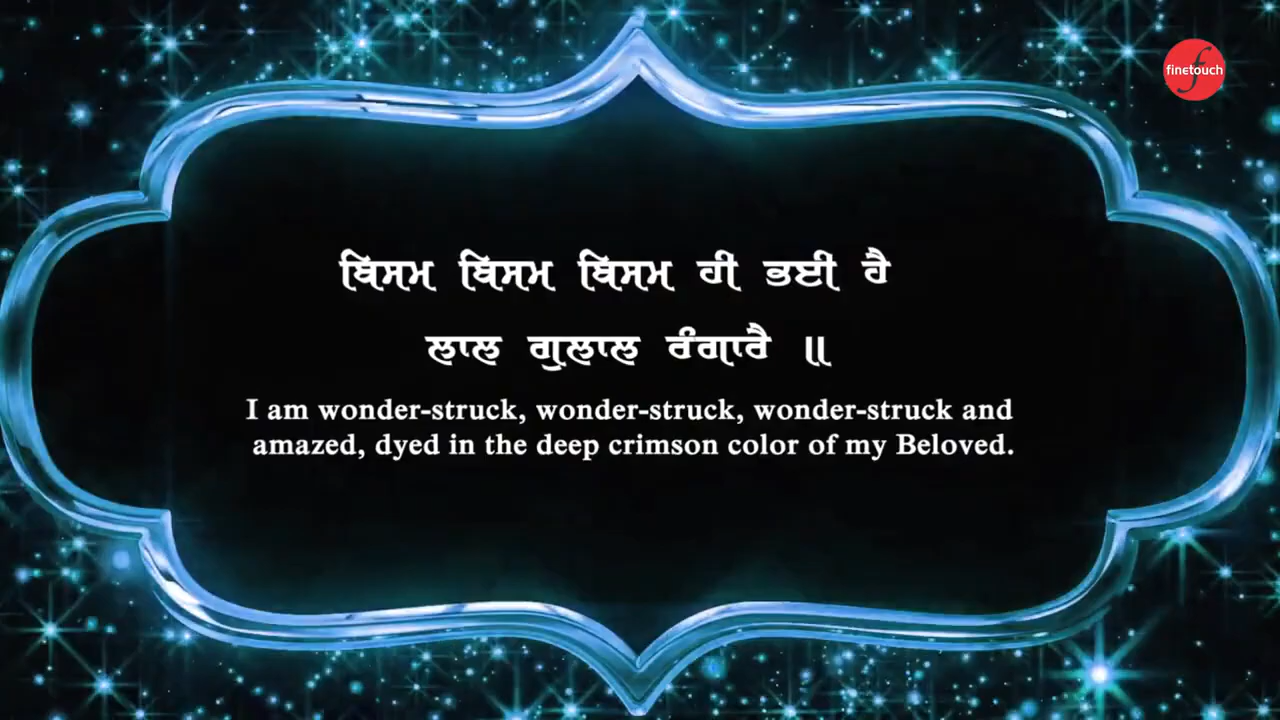 finetouch
ਬਿਸਮ ਬਿਸਮ ਬਿਸਮ ਹੀ ਭਈ ਹੈ
ਲਾਲ ਗੁਲਾਲ ਰੰਗਾਰੈ ॥
I am wonder-struck, wonder-struck, wonder-struck and
amazed, dyed in the deep crimson color of my Beloved.